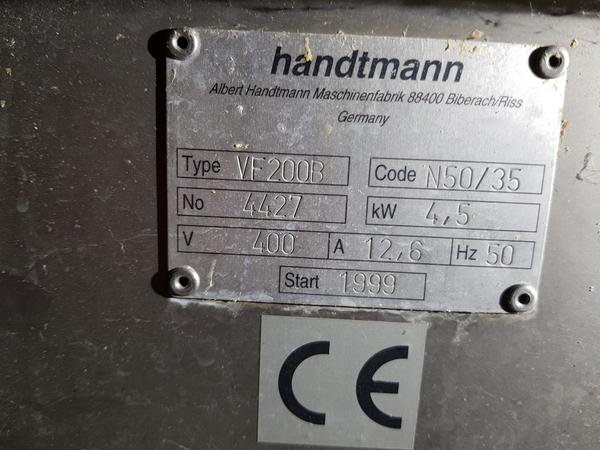 handtmann
Albert Handtmann Maschinenfabrik 88400 Biberach/Riss
Germany
Type VF200B Code N50/35
No 4427 kW 4,5
V 400 A 12,6 Hz 50
Start 1999
CE